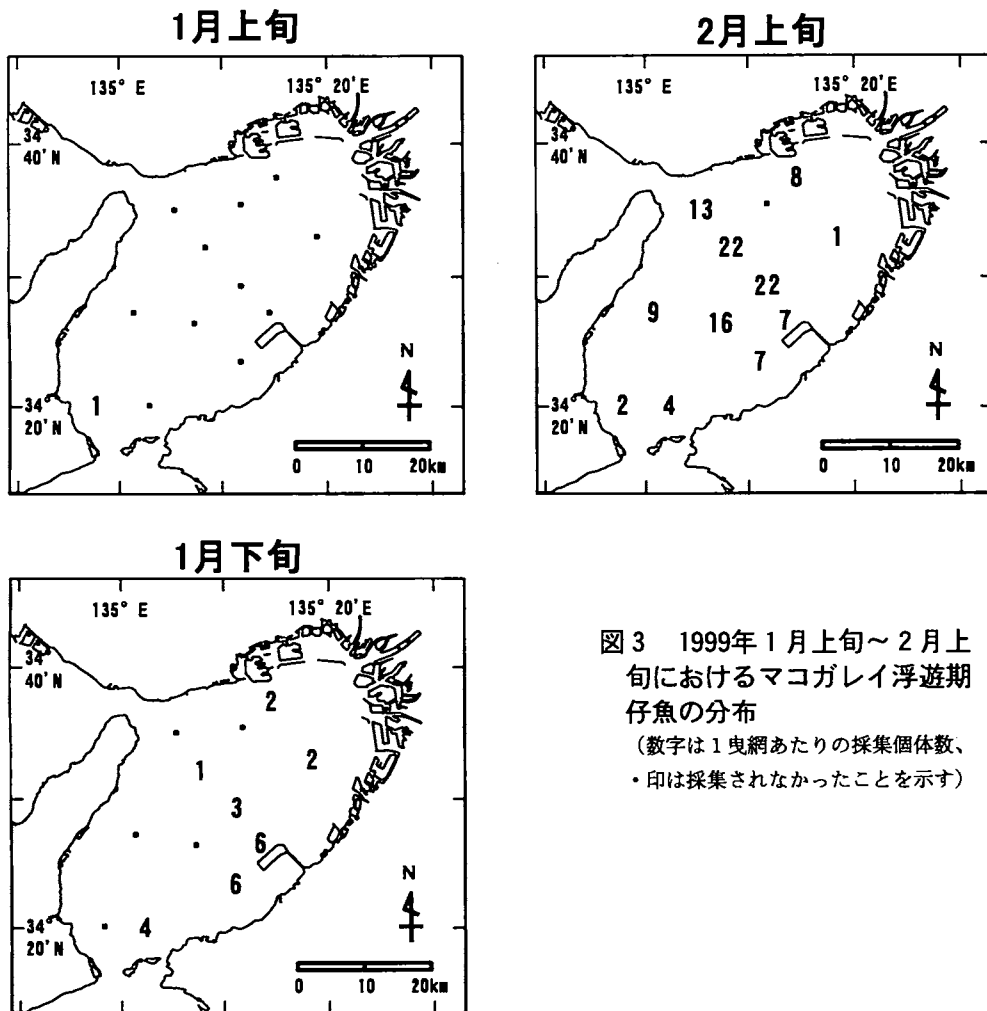 1月上旬
135° E
135° 20'E
34°
40'N
1
34°
20'N
N
0 10 20km
2月上旬
135° E
135° 20'E
34°
40'N
8
13
22
1
22
9
16
7
7
2
4
34°
20'N
N
0 10 20km
1月下旬
135° E
135° 20'E
34
40'N
2
1
2
3
6
6
4
34°
20'N
N
0 10 20km
図3 1999年1月上旬~2月上
旬におけるマコガレイ浮遊期
仔魚の分布
(数字は1曳網あたりの採集個体数、
・印は採集されなかったことを示す)